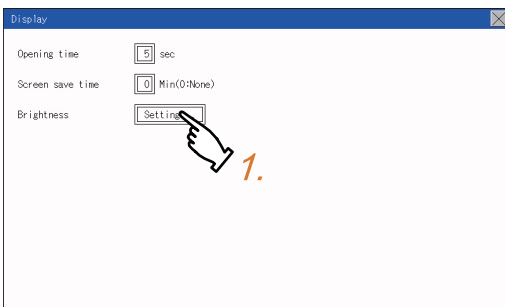 Display
Opening time 5 sec
Screen save time 0 Min(0:None)
Brightness Setting
1.